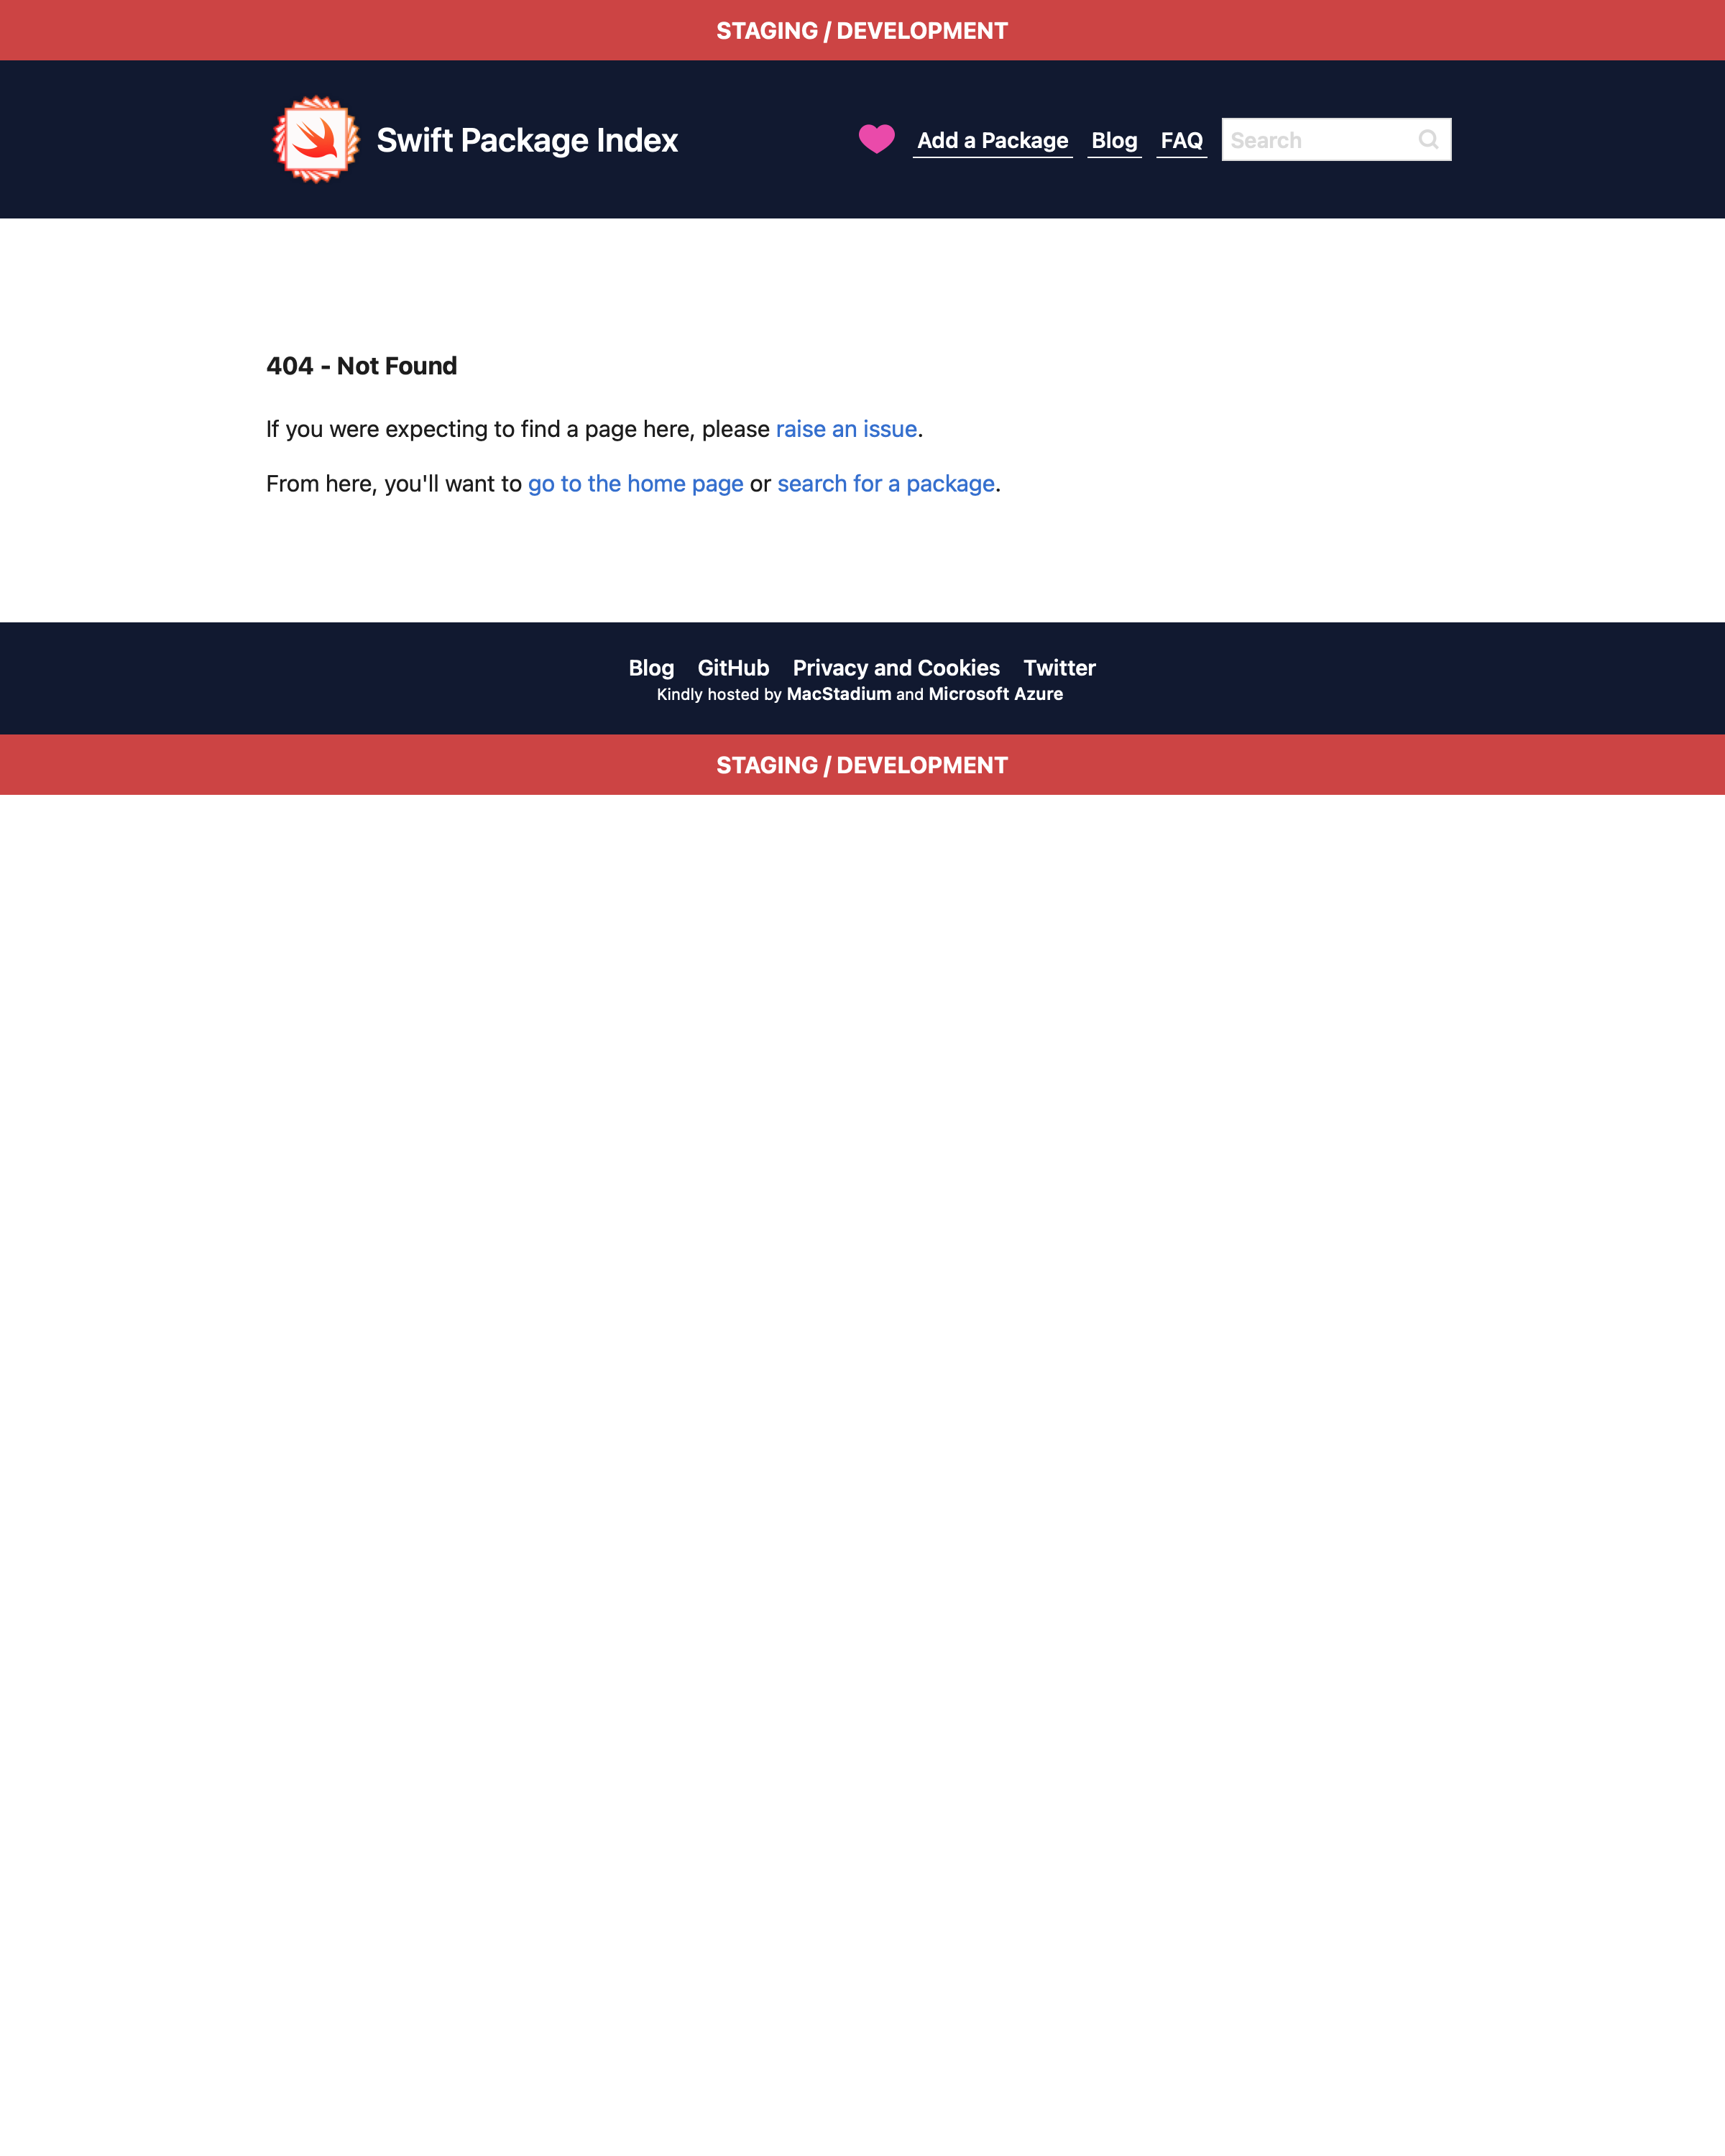 STAGING / DEVELOPMENT
Swift Package Index
Add a Package
Blog
FAQ
Search
404 - Not Found
If you were expecting to find a page here, please raise an issue.
From here, you'll want to go to the home page or search for a package.
Blog GitHub Privacy and Cookies Twitter
Kindly hosted by MacStadium and Microsoft Azure
STAGING / DEVELOPMENT